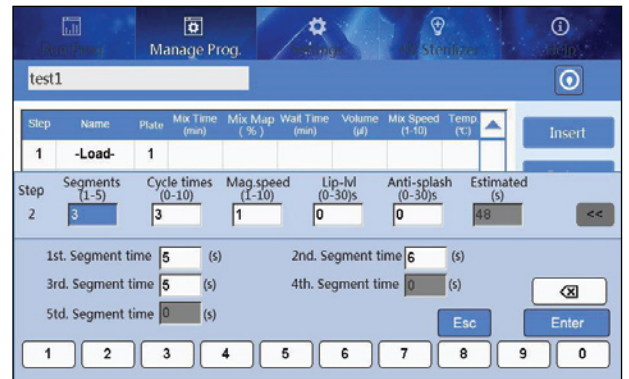 Manage Prog.
Sterilizer
Help
test1
Step Name Plate Mix Time (min) Mix Map (%) Wait Time (min) Volume (μl) Mix Speed (1-10) Temp. (℃)
Insert
1 -Load- 1
Step Segments (1-5) Cycle times (0-10) Mag.speed (1-10) Lip-lvl (0-30)s Anti-splash (0-30)s Estimated (s)
2 3 3 1 0 0 48 <<
1st. Segment time 5 (s) 2nd. Segment time 6 (s)
3rd. Segment time 5 (s) 4th. Segment time 0 (s)
5td. Segment time 0 (s)
Esc Enter
1 2 3 4 5 6 7 8 9 0